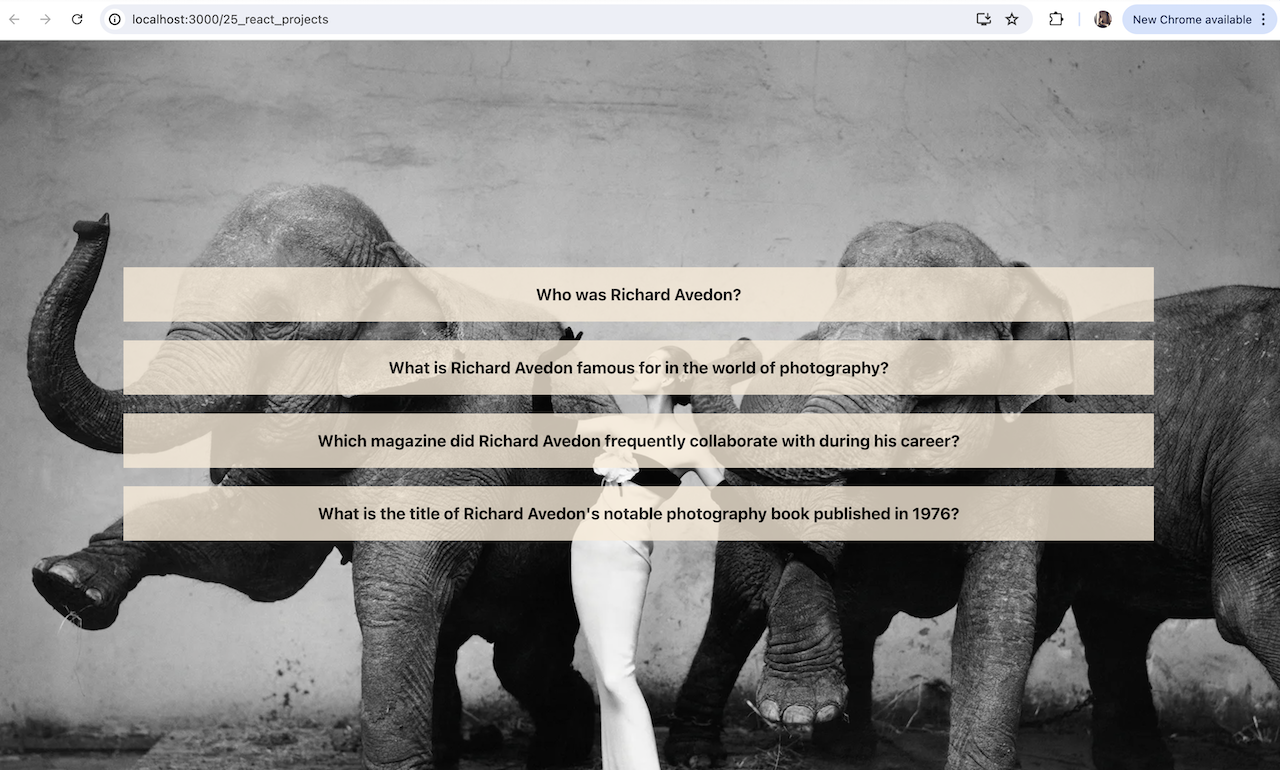 localhost:3000/25_react_projects
New Chrome available
Who was Richard Avedon?
What is Richard Avedon famous for in the world of photography?
Which magazine did Richard Avedon frequently collaborate with during his career?
What is the title of Richard Avedon's notable photography book published in 1976?